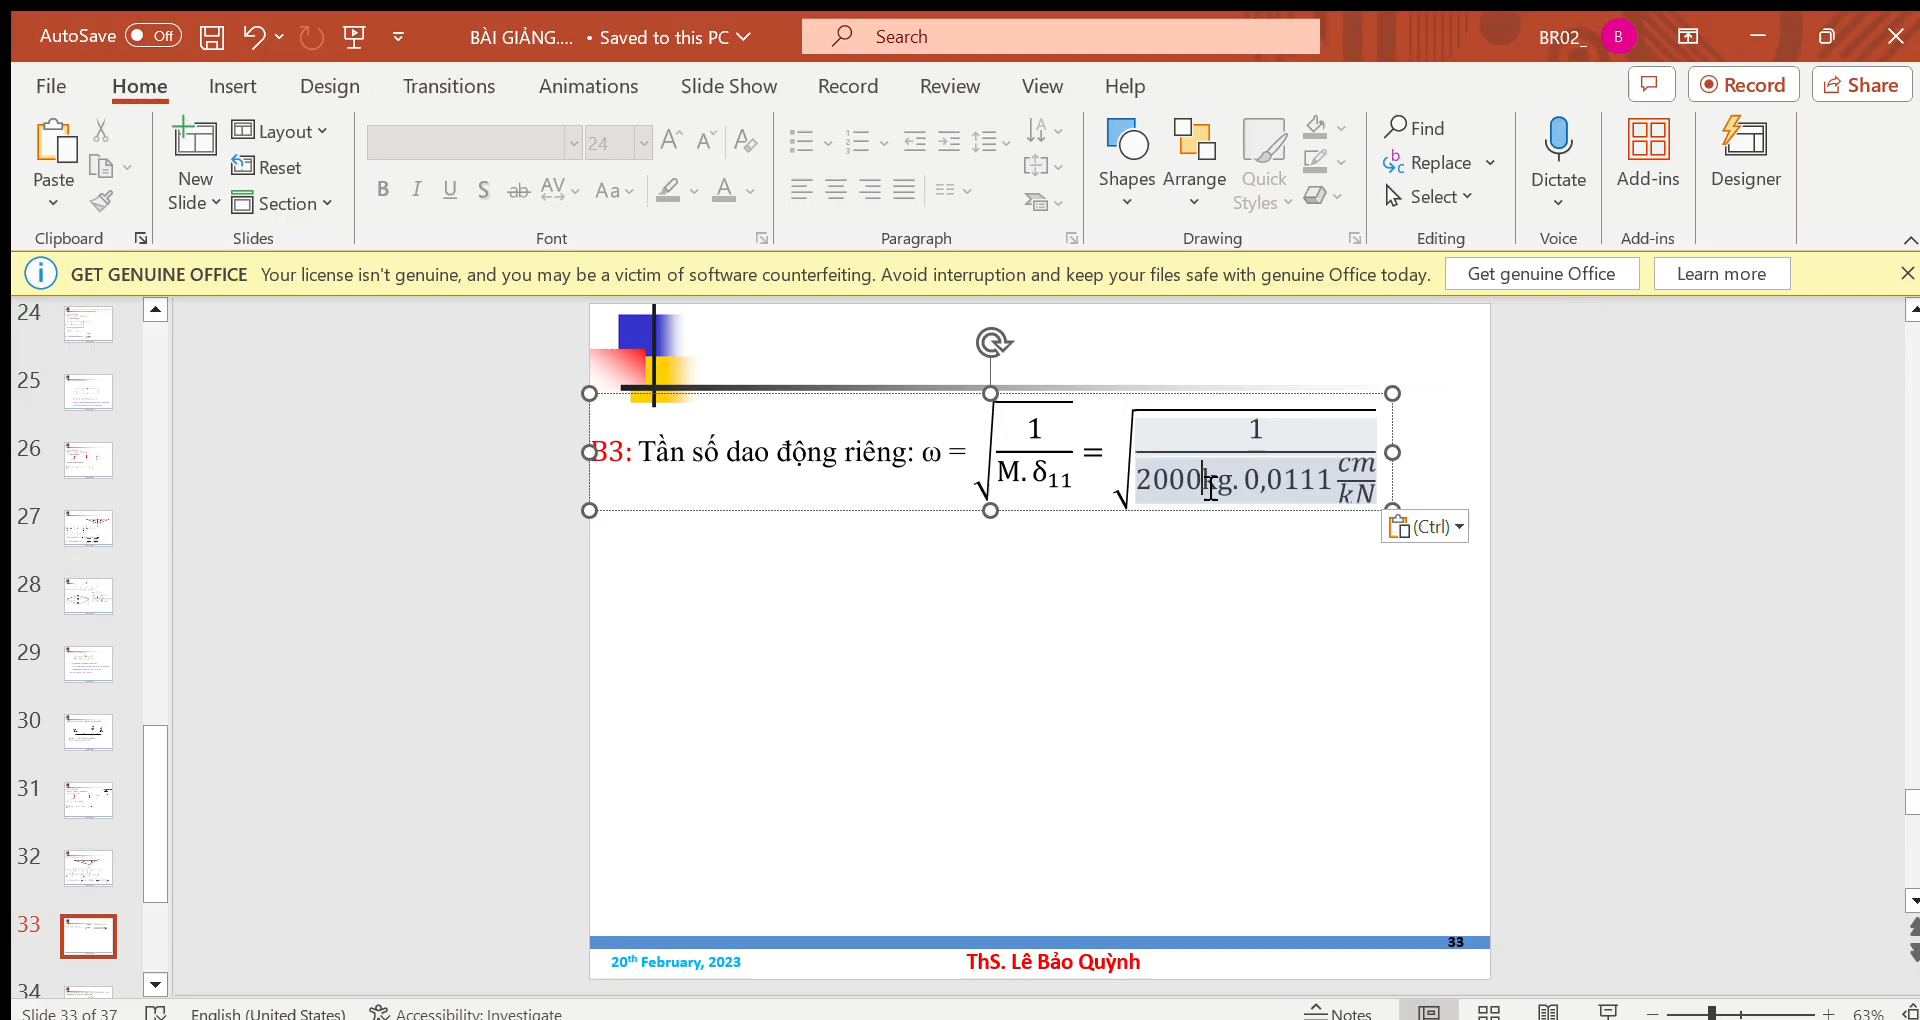 AutoSave Off BÀI GIẢNG.... • Saved to this PC Search BR02_ B
File Home Insert Design Transitions Animations Slide Show Record Review View Help Record Share
Paste
New Slide
Layout
Reset
Section
24
B I U S ab AV Aa A
Shapes Arrange Quick Styles
Find
Replace
Select
Dictate
Add-ins
Designer
Clipboard Slides Font Paragraph Drawing Editing Voice Add-ins
GET GENUINE OFFICE Your license isn't genuine, and you may be a victim of software counterfeiting. Avoid interruption and keep your files safe with genuine Office today. Get genuine Office Learn more
24
25
26
27
28
29
30
31
32
33
34
B3: Tần số dao động riêng: ω = √(1/(M. δ₁₁)) = √(1/(2000kg. 0,0111 cm/kN))
(Ctrl)
33
20th February, 2023 ThS. Lê Bảo Quỳnh
Slide 33 of 37 English (United States) Accessibility: Investigate Notes 63%